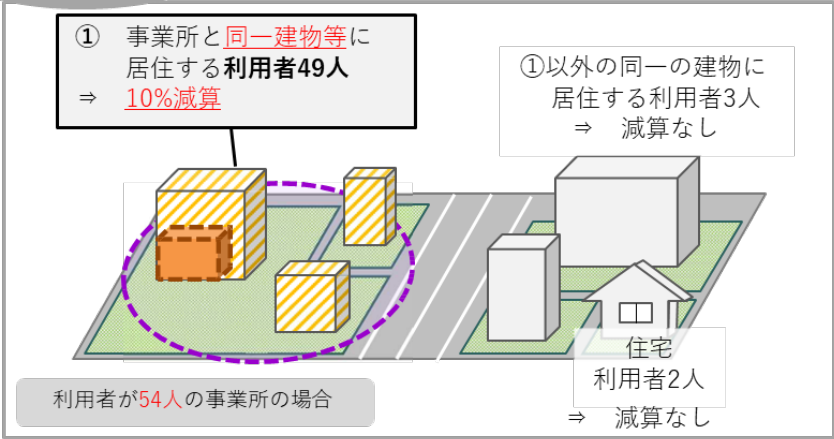 ① 事業所と同一建物等に
居住する利用者49人
⇒ 10%減算
①以外の同一の建物に
居住する利用者3人
⇒ 減算なし
住宅
利用者2人
⇒ 減算なし
利用者が54人の事業所の場合